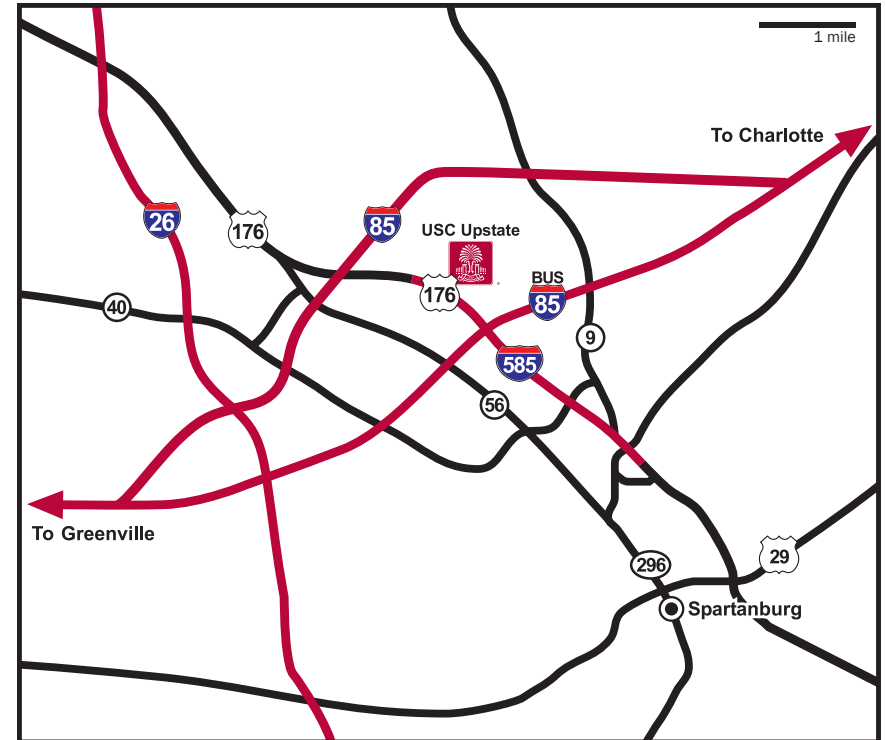 1 mile
To Charlotte
26
176
85
USC Upstate
176
BUS
85
40
9
585
56
To Greenville
29
296
Spartanburg